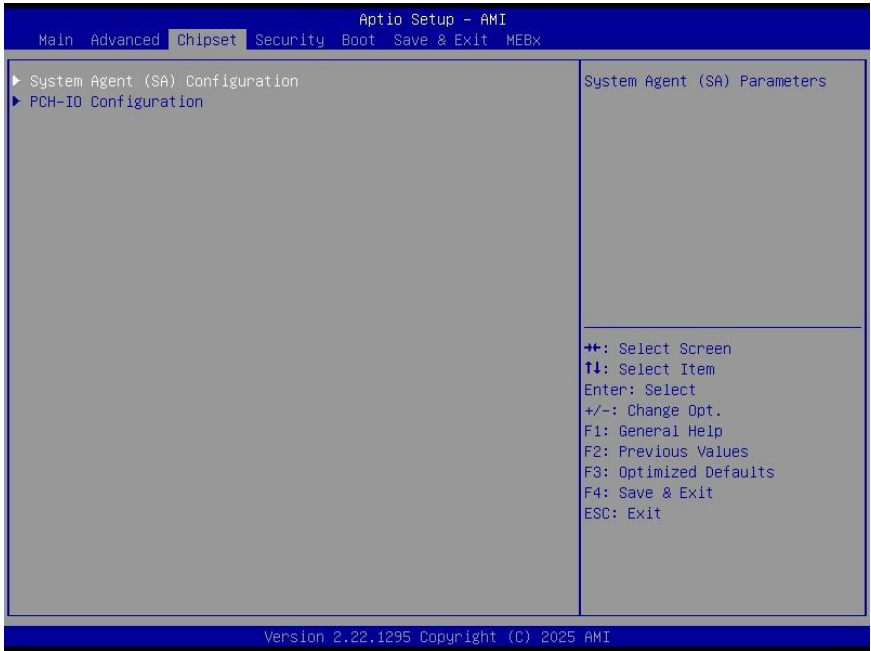 Aptio Setup – AMI
Main Advanced Chipset Security Boot Save & Exit MEBx
System Agent (SA) Configuration
PCH-IO Configuration
System Agent (SA) Parameters
→←: Select Screen
↑↓: Select Item
Enter: Select
+/-: Change Opt.
F1: General Help
F2: Previous Values
F3: Optimized Defaults
F4: Save & Exit
ESC: Exit
Version 2.22.1295 Copyright (C) 2025 AMI